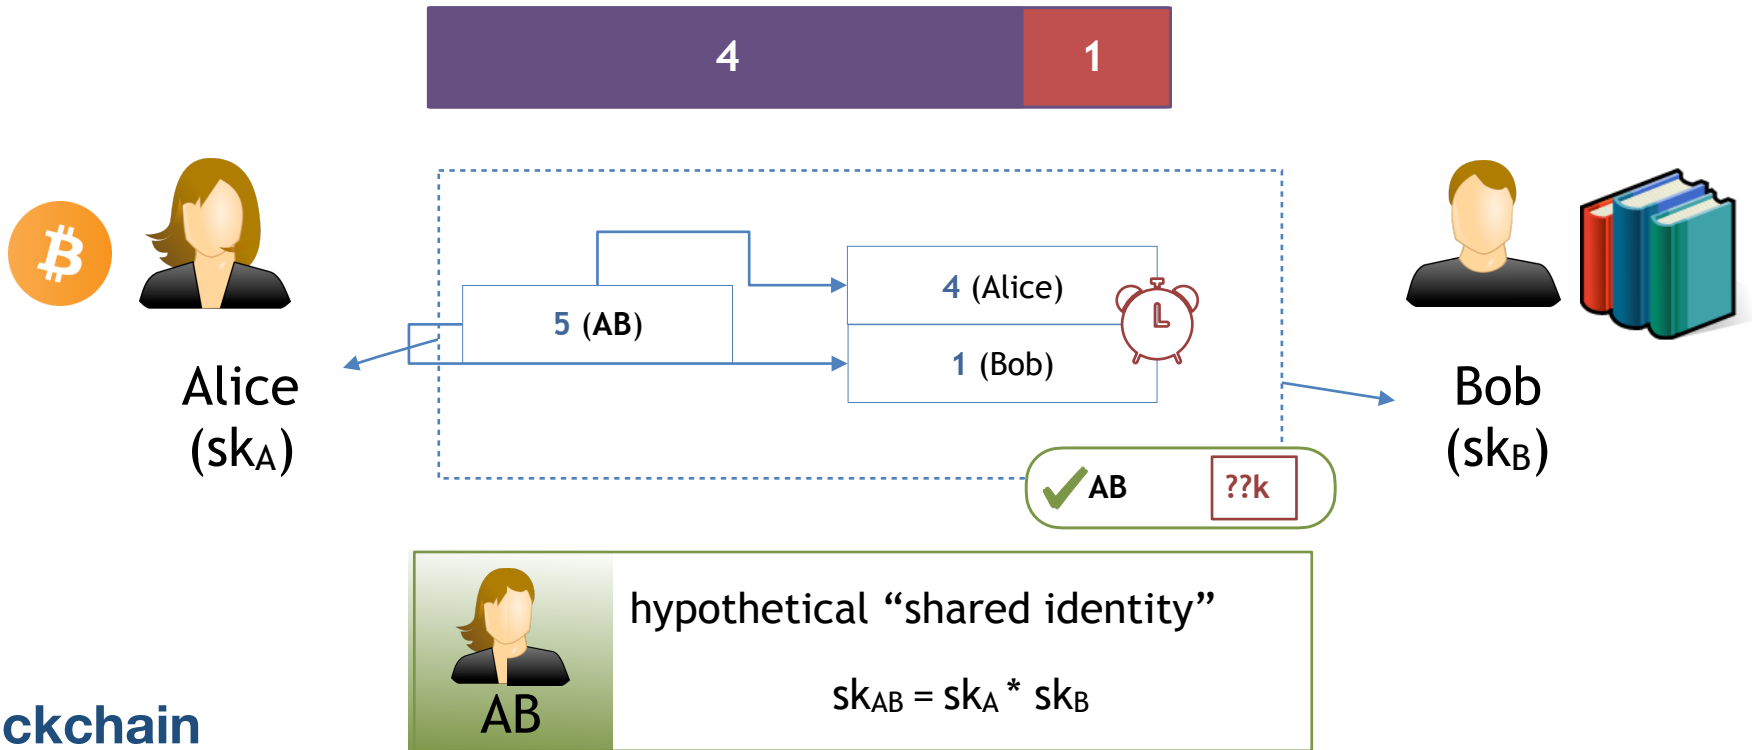 4 1
4 (Alice)
5 (AB)
1 (Bob)
Alice
(skA)
Bob
(skB)
AB ??k
hypothetical “shared identity”
skAB = skA * skB
AB
ckchain